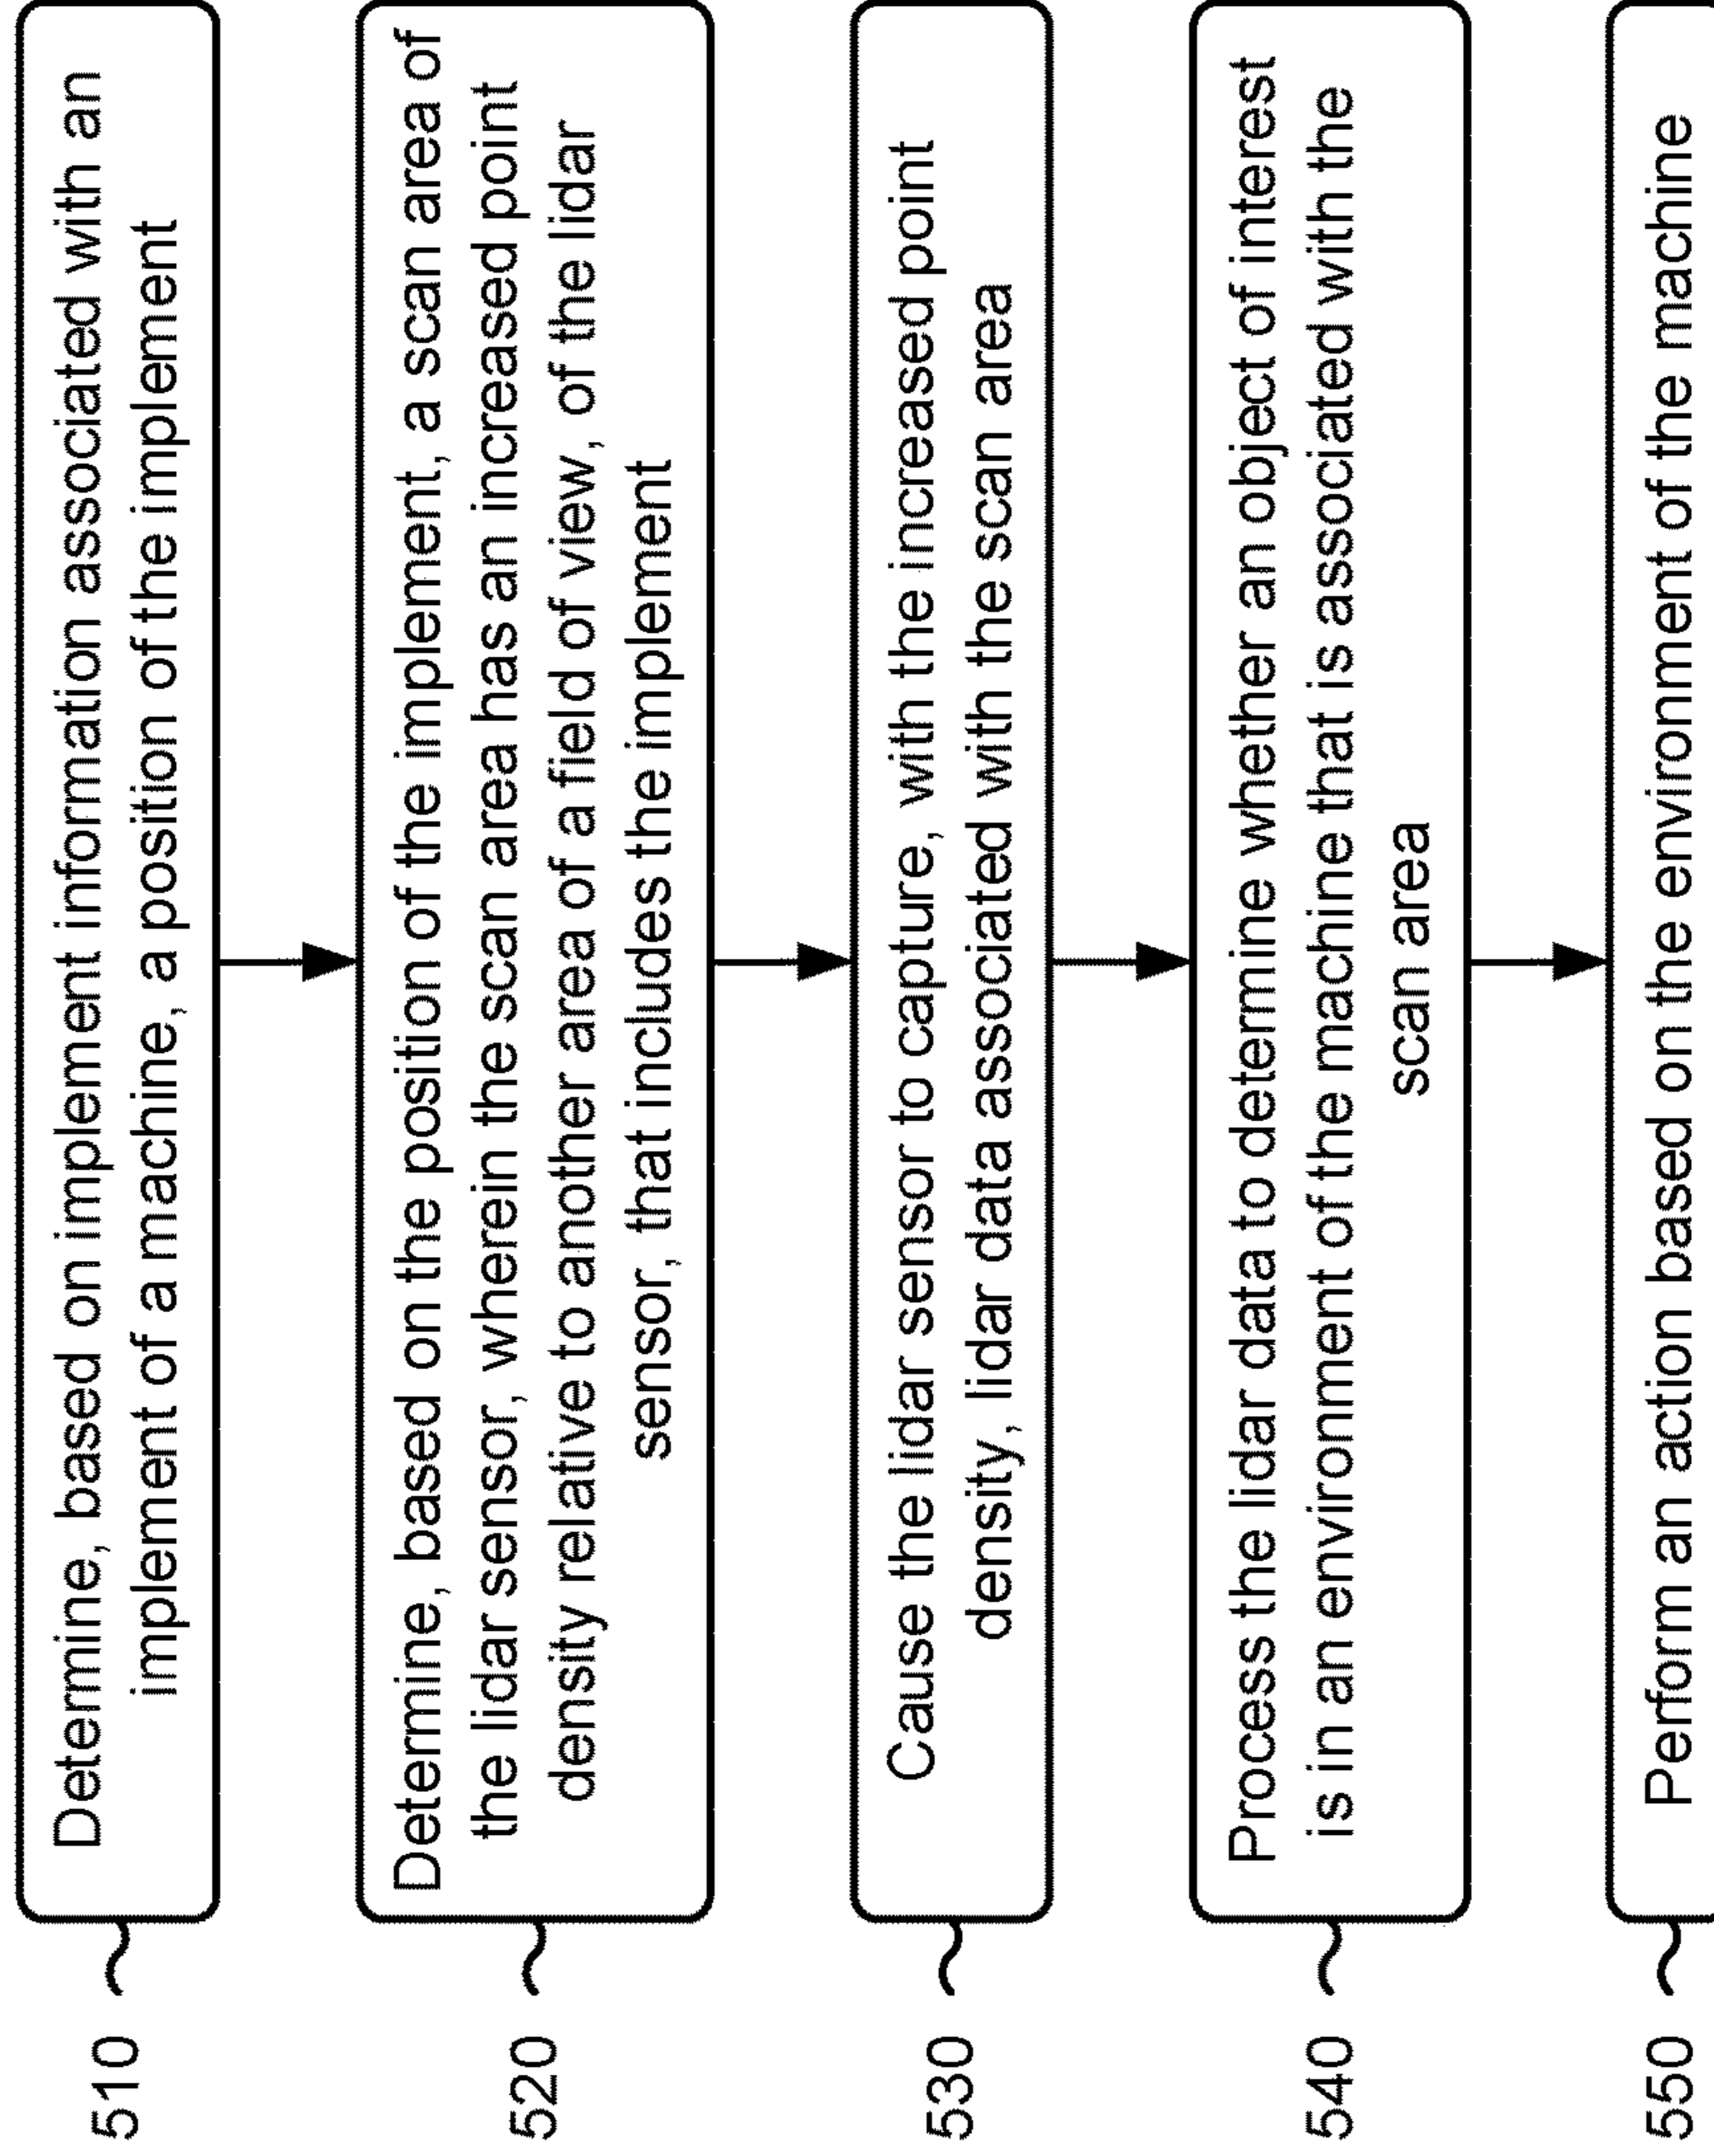 510
Determine, based on implement information associated with an
implement of a machine, a position of the implement
520
Determine, based on the position of the implement, a scan area of
the lidar sensor, wherein the scan area has an increased point
density relative to another area of a field of view, of the lidar
sensor, that includes the implement
530
Cause the lidar sensor to capture, with the increased point
density, lidar data associated with the scan area
540
Process the lidar data to determine whether an object of interest
is in an environment of the machine that is associated with the
scan area
550
Perform an action based on the environment of the machine